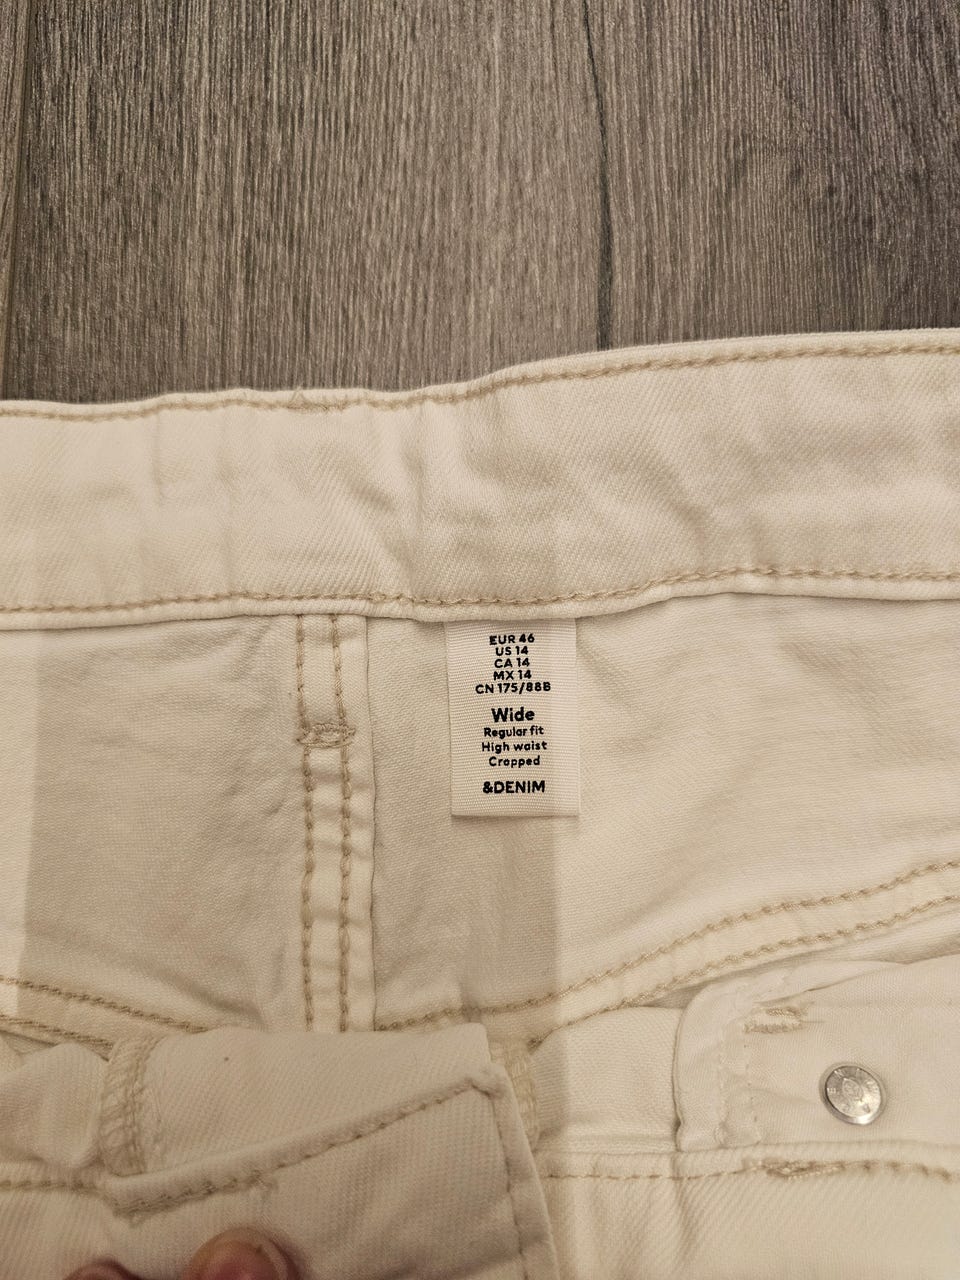 EUR 46
US 14
CA 14
MX 14
CN 175/88B
Wide
Regular fit
High waist
Cropped
&DENIM